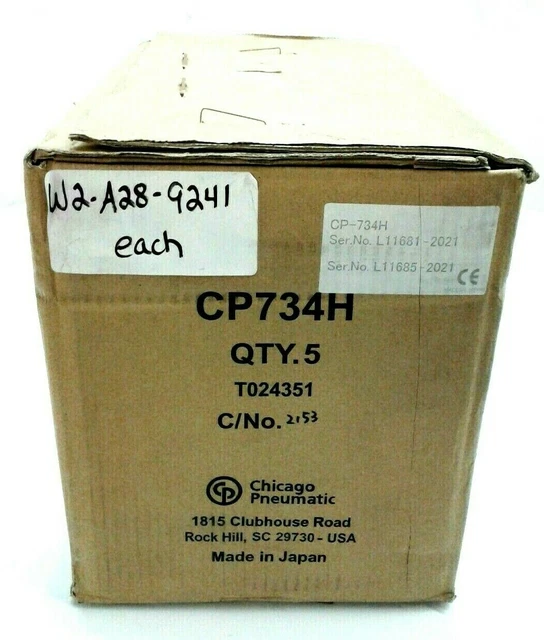 W2-A28-9241
each
CP-734H
Ser.No. L11681-2021
Ser.No. L11685-2021
CE
CP734H
QTY.5
T024351
C/No. 2153
CP Chicago
Pneumatic
1815 Clubhouse Road
Rock Hill, SC 29730 - USA
Made in Japan